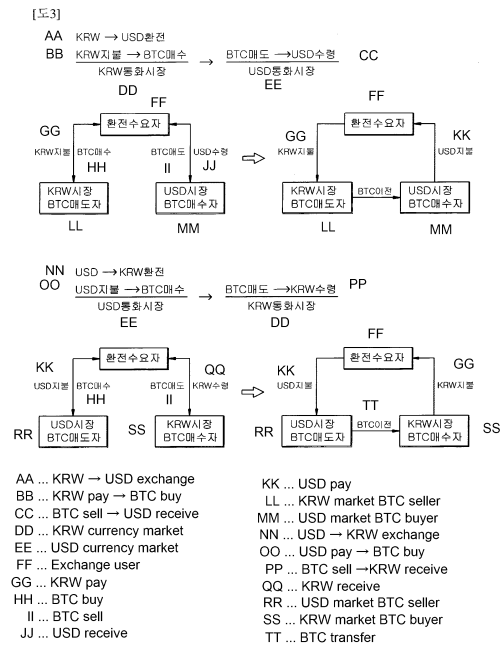 [도3]
AA KRW → USD환전
BB KRW지불 → BTC매수 → BTC매도 → USD수령 CC
KRW통화시장 USD통화시장
DD EE
FF FF
환전수요자 환전수요자
GG GG KK
KRW지불 BTC매수 BTC매도 USD수령 KRW지불 USD지불
HH II JJ
KRW시장 USD시장 KRW시장 BTC이전 USD시장
BTC매도자 BTC매수자 BTC매도자 BTC매수자
LL MM LL MM
NN USD → KRW환전
OO USD지불 → BTC매수 → BTC매도 → KRW수령 PP
USD통화시장 KRW통화시장
EE DD
FF
환전수요자 환전수요자
KK QQ KK GG
USD지불 BTC매수 BTC매도 KRW수령 USD지불 KRW지불
HH II TT
USD시장 KRW시장 USD시장 BTC이전 KRW시장
RR BTC매도자 SS BTC매수자 RR BTC매도자 BTC매수자 SS
AA ... KRW → USD exchange
BB ... KRW pay → BTC buy
CC ... BTC sell → USD receive
DD ... KRW currency market
EE ... USD currency market
FF ... Exchange user
GG ... KRW pay
HH ... BTC buy
II ... BTC sell
JJ ... USD receive
KK ... USD pay
LL ... KRW market BTC seller
MM ... USD market BTC buyer
NN ... USD → KRW exchange
OO ... USD pay → BTC buy
PP ... BTC sell →KRW receive
QQ ... KRW receive
RR ... USD market BTC seller
SS ... KRW market BTC buyer
TT ... BTC transfer